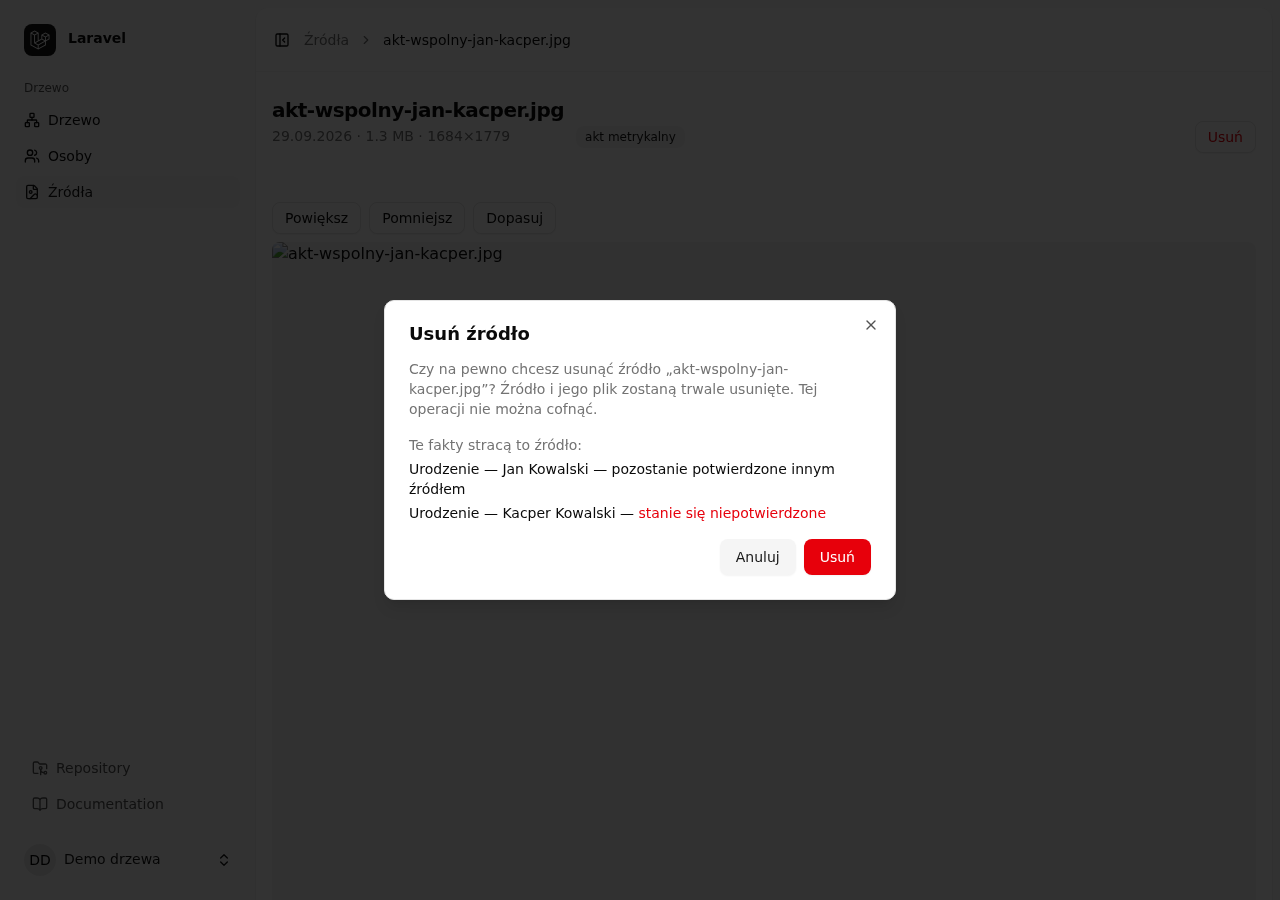 Laravel
Drzewo
Drzewo
Osoby
Źródła
Repository
Documentation
DD Demo drzewa
Źródła akt-wspolny-jan-kacper.jpg
akt-wspolny-jan-kacper.jpg
29.09.2026 · 1.3 MB · 1684×1779
akt metrykalny
Usuń
Powiększ Pomniejsz Dopasuj
akt-wspolny-jan-kacper.jpg
Usuń źródło
Czy na pewno chcesz usunąć źródło „akt-wspolny-jan-
kacper.jpg”? Źródło i jego plik zostaną trwale usunięte. Tej
operacji nie można cofnąć.
Te fakty stracą to źródło:
Urodzenie — Jan Kowalski — pozostanie potwierdzone innym
źródłem
Urodzenie — Kacper Kowalski — stanie się niepotwierdzone
Anuluj Usuń